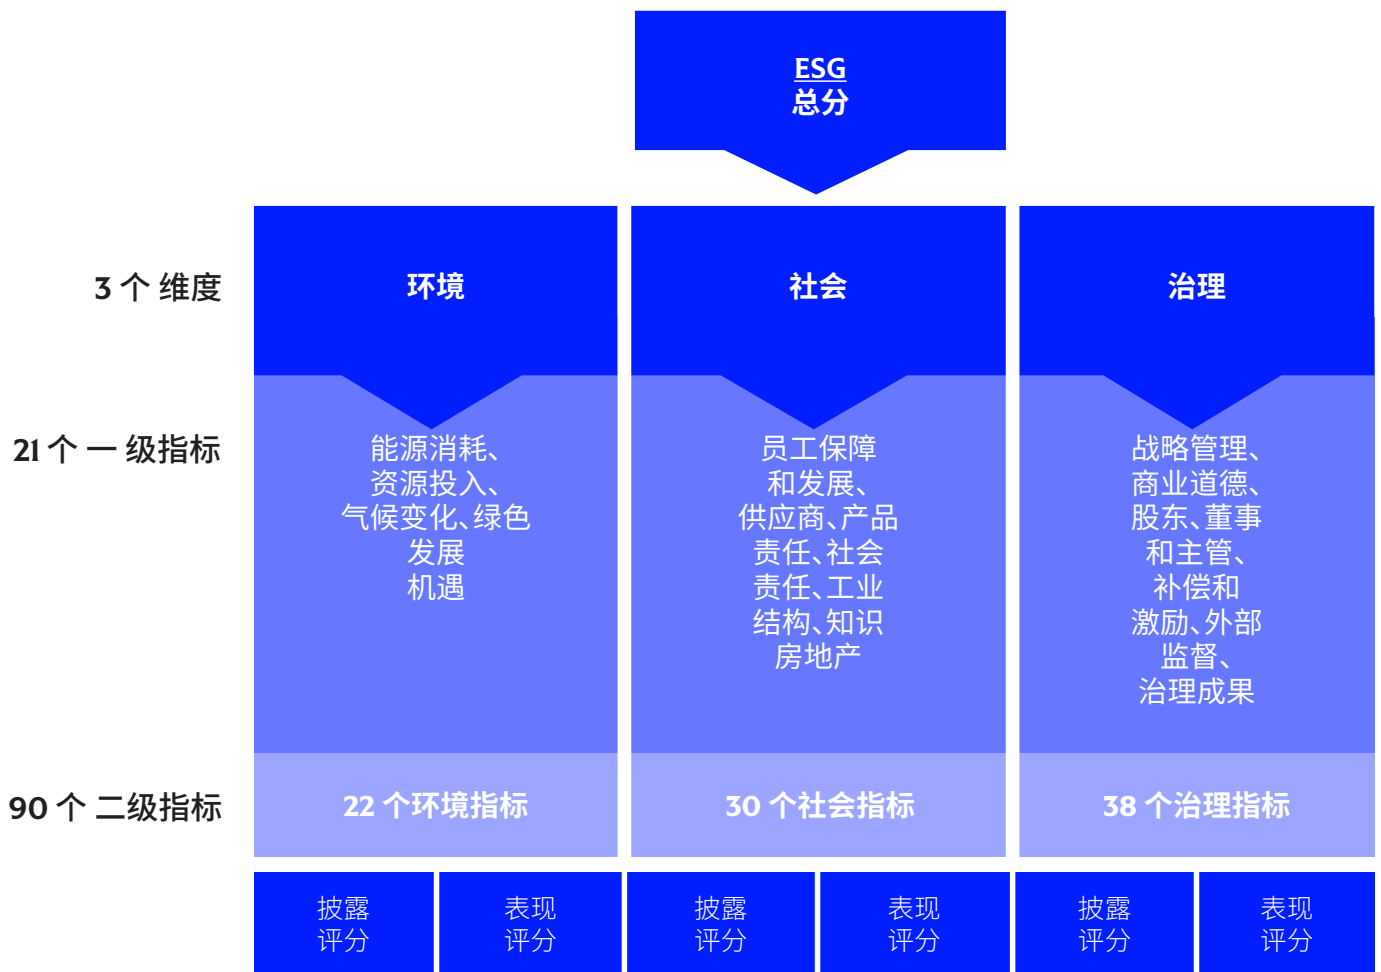 ESG
总分
3 个 维度
环境
社会
治理
21 个 一 级指标
能源消耗、
资源投入、
气候变化、绿色
发展
机遇
员工保障
和发展、
供应商、产品
责任、社会
责任、工业
结构、知识
房地产
战略管理、
商业道德、
股东、董事
和主管、
补偿和
激励、外部
监督、
治理成果
90 个 二级指标
22 个环境指标
30 个社会指标
38 个治理指标
披露
评分
表现
评分
披露
评分
表现
评分
披露
评分
表现
评分